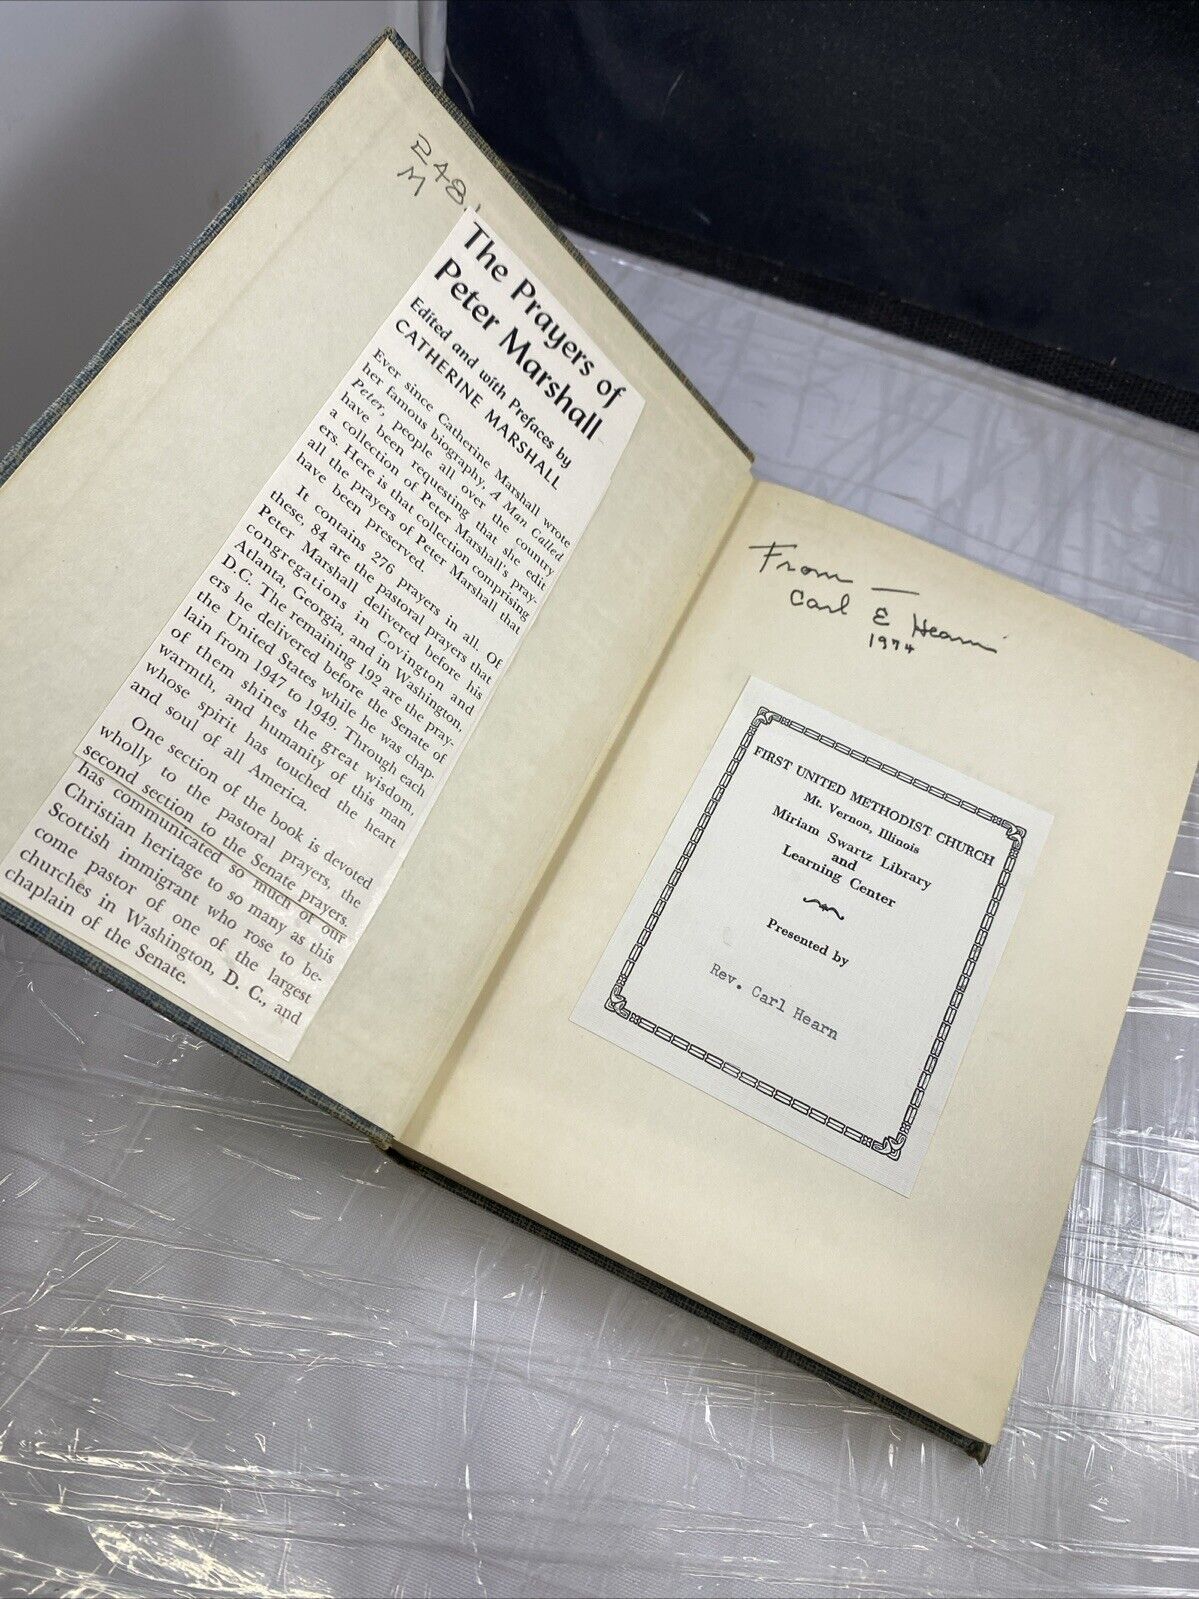 248.1
M
The Prayers of
Peter Marshall
Edited and with Prefaces by
CATHERINE MARSHALL
Ever since Catherine Marshall wrote
her famous biography, A Man Called
Peter, people all over the country
have been requesting that she edit
a collection of Peter Marshall's pray-
ers. Here is that collection comprising
all the prayers of Peter Marshall that
have been preserved.
It contains 276 prayers in all. Of
these, 84 are the pastoral prayers that
Peter Marshall delivered before his
congregations in Covington and
Atlanta, Georgia, and in Washington,
D.C. The remaining 192 are the pray-
ers he delivered before the Senate of
the United States while he was chap-
lain from 1947 to 1949. Through each
of them shines the great wisdom,
warmth, and humanity of this man
whose spirit has touched the heart
and soul of all America.
One section of the book is devoted
wholly to the pastoral prayers, the
second section to the Senate prayers.
has communicated so much of our
Christian heritage to so many as this
Scottish immigrant who rose to be-
come pastor of one of the largest
churches in Washington, D. C., and
chaplain of the Senate.
From —
Carl E Hearn
1974
FIRST UNITED METHODIST CHURCH
Mt. Vernon, Illinois
Miriam Swartz Library
and
Learning Center
Presented by
Rev. Carl Hearn